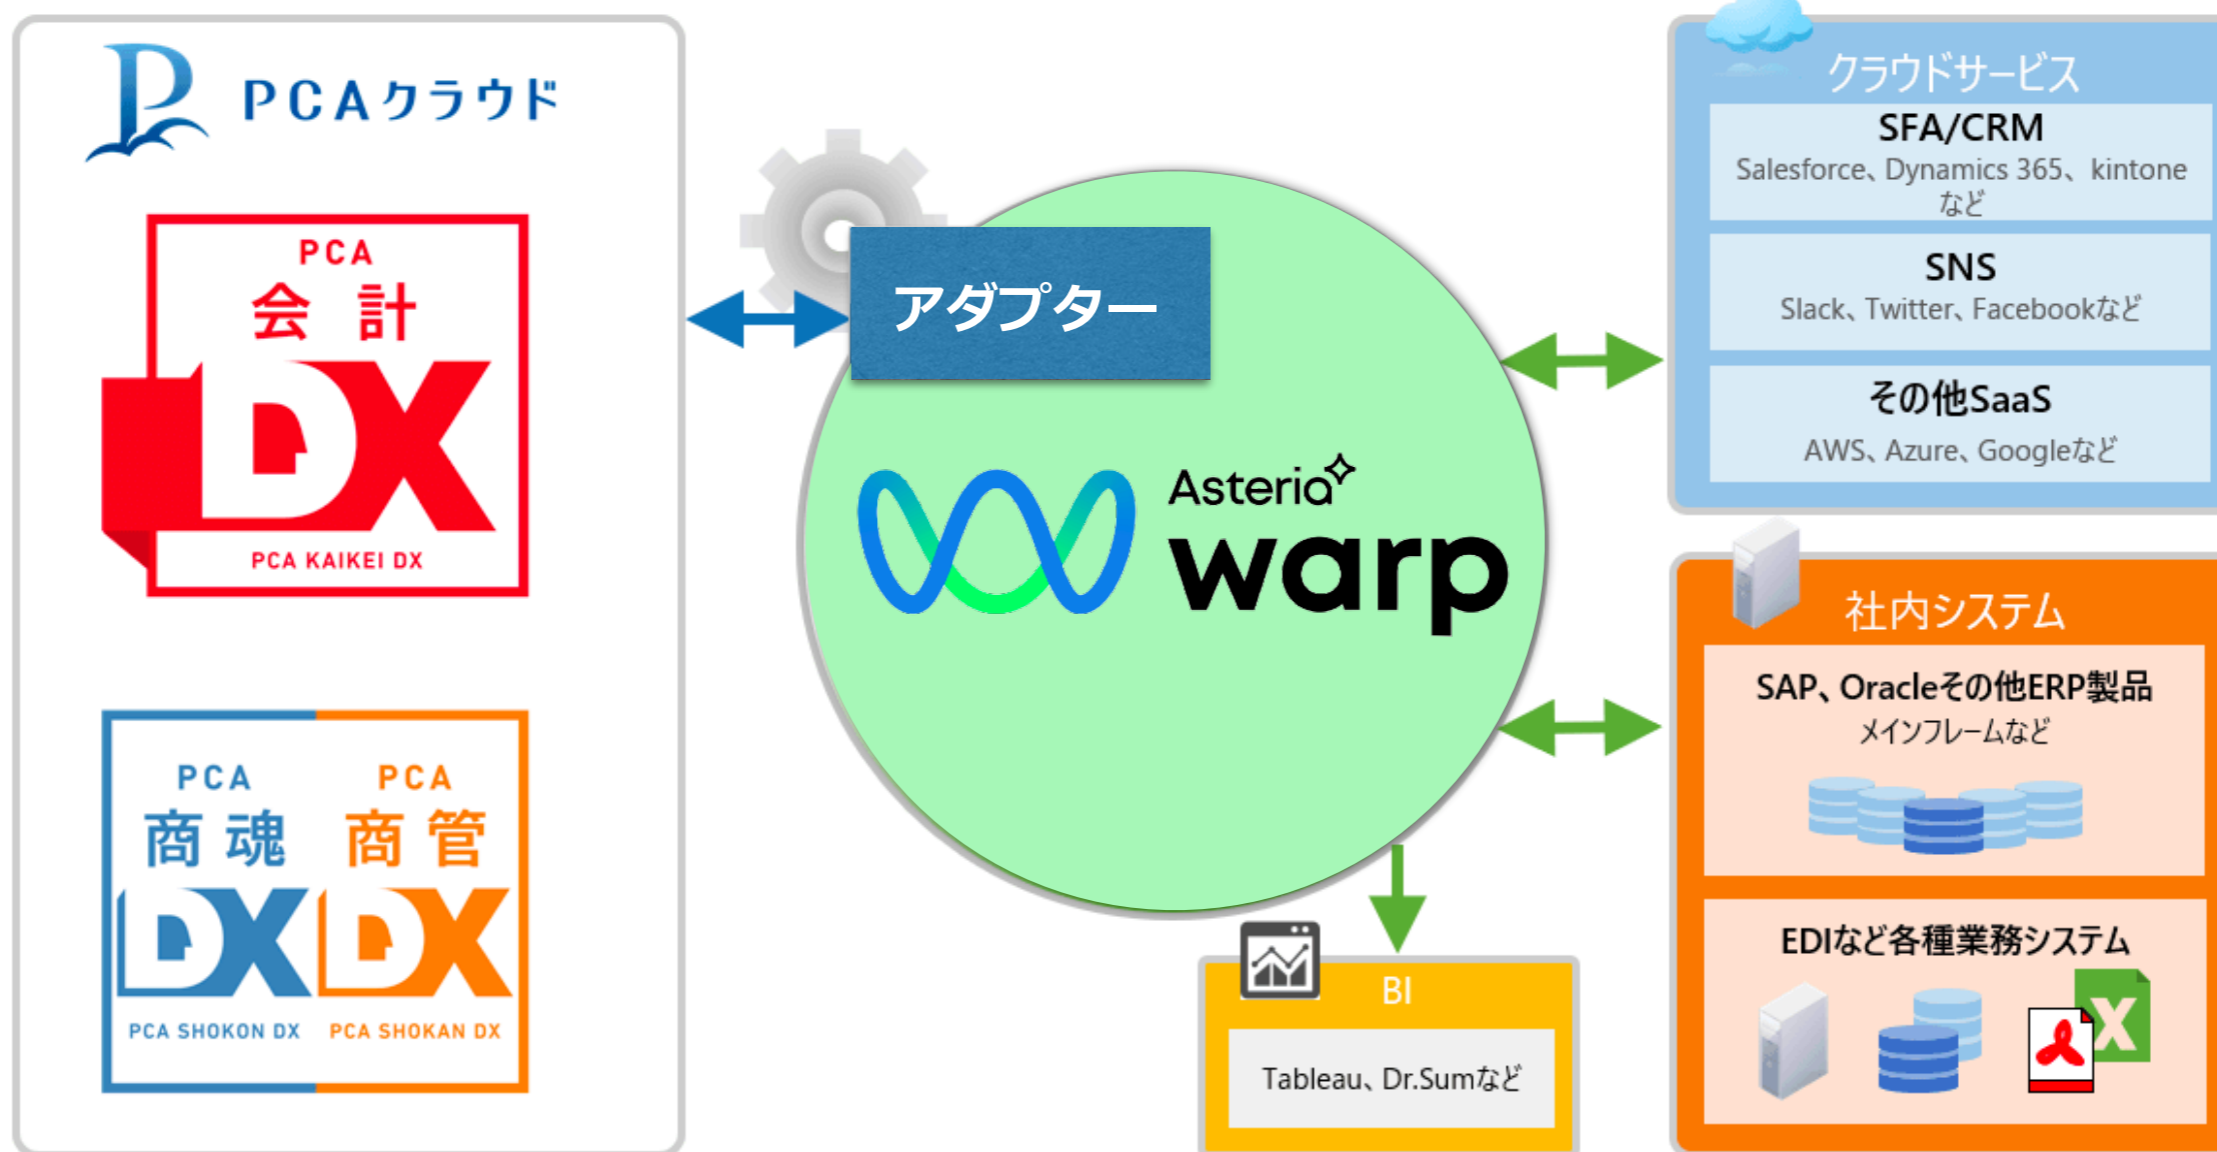 PCAクラウド
PCA
会計
DX
PCA KAIKEI DX
PCA
商魂
DX
PCA SHOKON DX
PCA
商管
DX
PCA SHOKAN DX
アダプター
Asteria
warp
クラウドサービス
SFA/CRM
Salesforce、Dynamics 365、kintone
など
SNS
Slack、Twitter、Facebookなど
その他SaaS
AWS、Azure、Googleなど
社内システム
SAP、Oracleその他ERP製品
メインフレームなど
EDIなど各種業務システム
X
BI
Tableau、Dr.Sumなど